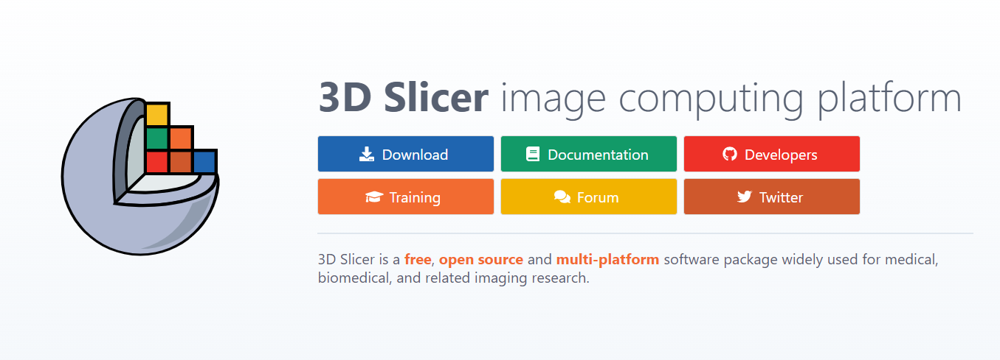 3D Slicer image computing platform
Download
Documentation
Developers
Training
Forum
Twitter
3D Slicer is a free, open source and multi-platform software package widely used for medical,
biomedical, and related imaging research.